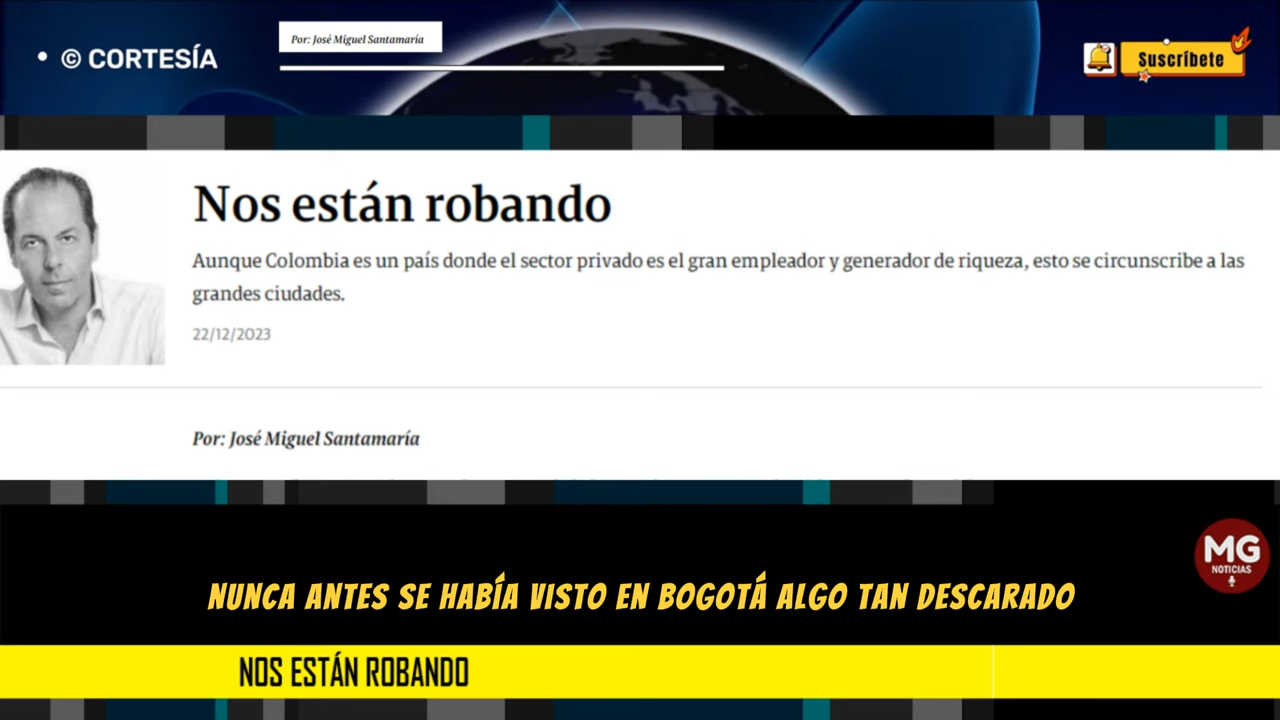 • © CORTESÍA
Por: José Miguel Santamaría
Suscríbete
Nos están robando
Aunque Colombia es un país donde el sector privado es el gran empleador y generador de riqueza, esto se circunscribe a las
grandes ciudades.
22/12/2023
Por: José Miguel Santamaría
MG
NOTICIAS
NUNCA ANTES SE HABÍA VISTO EN BOGOTÁ ALGO TAN DESCARADO
NOS ESTÁN ROBANDO